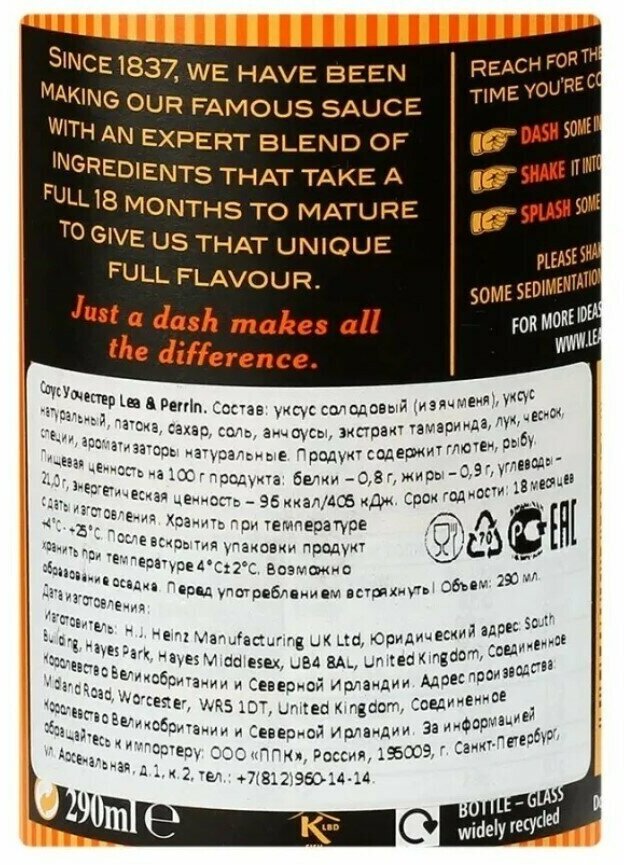 SINCE 1837, WE HAVE BEEN
MAKING OUR FAMOUS SAUCE
WITH AN EXPERT BLEND OF
INGREDIENTS THAT TAKE A
FULL 18 MONTHS TO MATURE
TO GIVE US THAT UNIQUE
FULL FLAVOUR.
Just a dash makes all
the difference.
REACH FOR THE
TIME YOU'RE CO
DASH SOME IN
SHAKE IT INTO
SPLASH SOME
PLEASE SHAK
SOME SEDIMENTATION
FOR MORE IDEAS
WWW.LEA
Соус Уочестер Lea & Perrin. Состав: уксус солодовый (из ячменя), уксус
натуральный, патока, сахар, соль, анчоусы, экстракт тамаринда, лук, чеснок,
специи, ароматизаторы натуральные. Продукт содержит глютен, рыбу.
Пищевая ценность на 100 г продукта: белки – 0,8 г, жиры – 0,9 г, углеводы –
21,0 г, энергетическая ценность – 96 ккал/405 кДж. Срок годности: 18 месяцев
с даты изготовления. Хранить при температуре
+4°С - +25°С. После вскрытия упаковки продукт
хранить при температуре 4°С±2°С. Возможно
образование осадка. Перед употреблением встряхнуть! Объем: 290 мл.
Дата изготовления:
Изготовитель: H.J. Heinz Manufacturing UK Ltd, Юридический адрес: South
Building, Hayes Park, Hayes Middlesex, UB4 8AL, United Kingdom, Соединенное
Королевство Великобритании и Северной Ирландии. Адрес производства:
Midland Road, Worcester, WR5 1DT, United Kingdom, Соединенное
Королевство Великобритании и Северной Ирландии. За информацией
обращайтесь к импортеру: ООО «ППК», Россия, 195009, г. Санкт-Петербург,
ул. Арсенальная, д.1, к.2, тел.: +7(812)960-14-14.
70
EAC
290ml e
K LBD
BOTTLE – GLASS
widely recycled